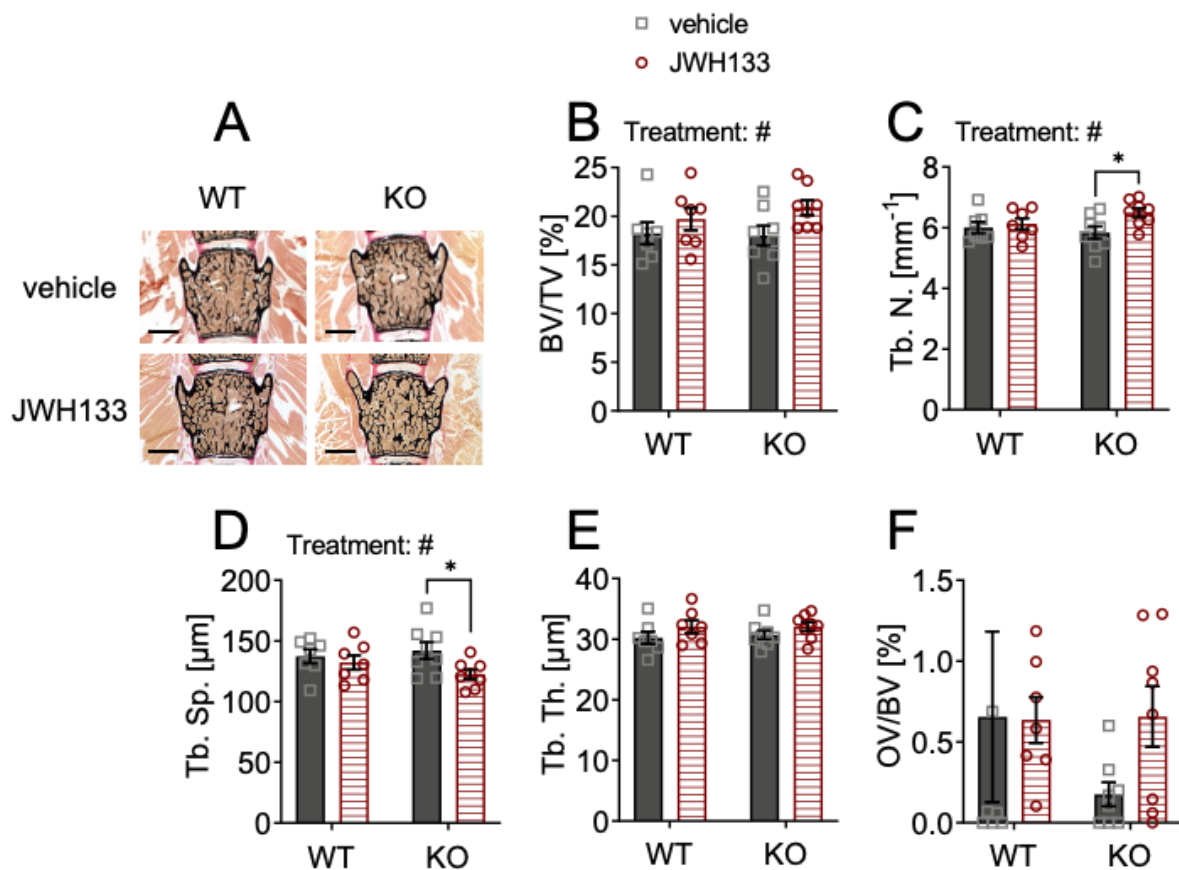 vehicle
JWH133
A
WT KO
vehicle
JWH133
B
Treatment: #
BV/TV [%]
25
20
15
10
5
0
WT KO
C
Treatment: #
*
Tb. N. [mm⁻¹]
8
6
4
2
0
WT KO
D
Treatment: #
*
Tb. Sp. [µm]
200
150
100
50
0
WT KO
E
Tb. Th. [µm]
40
30
20
10
0
WT KO
F
OV/BV [%]
1.5
1.0
0.5
0.0
WT KO